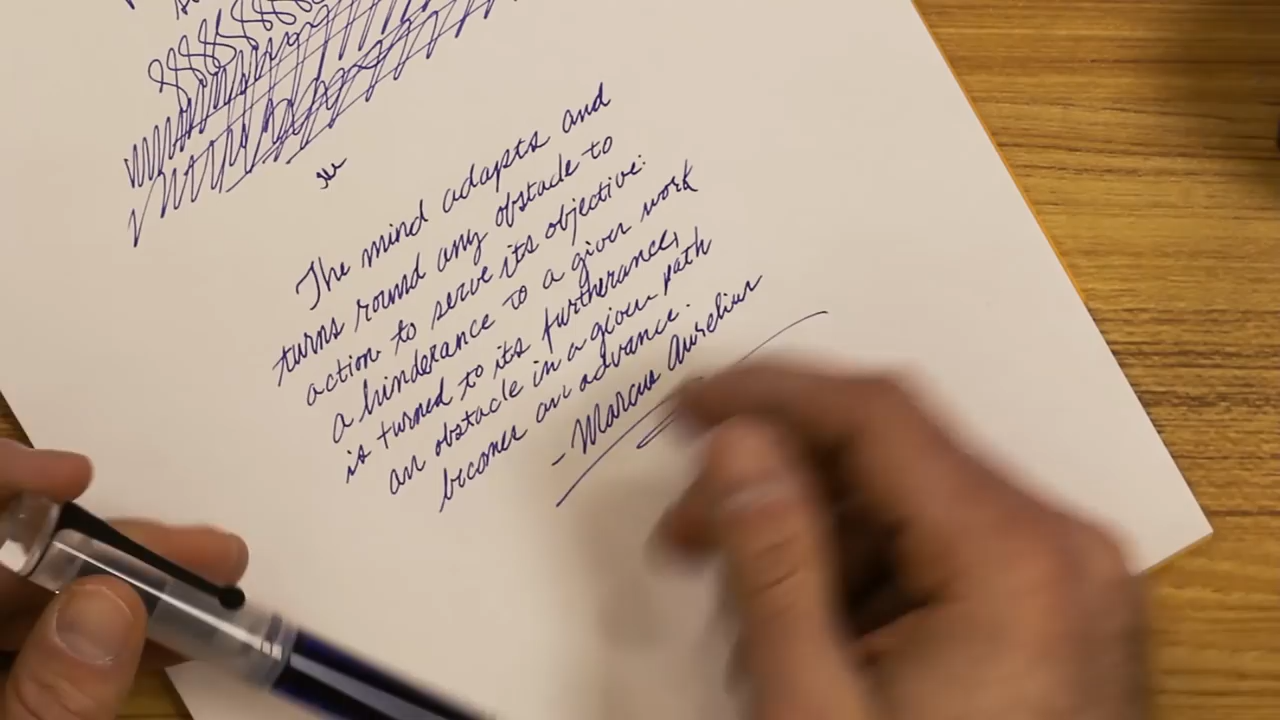 The mind adapts and
turns round any obstacle to
action to serve its objective:
a hinderance to a given work
is turned to its furtherance,
an obstacle in a given path
becomes an advance.
- Marcus Aurelius